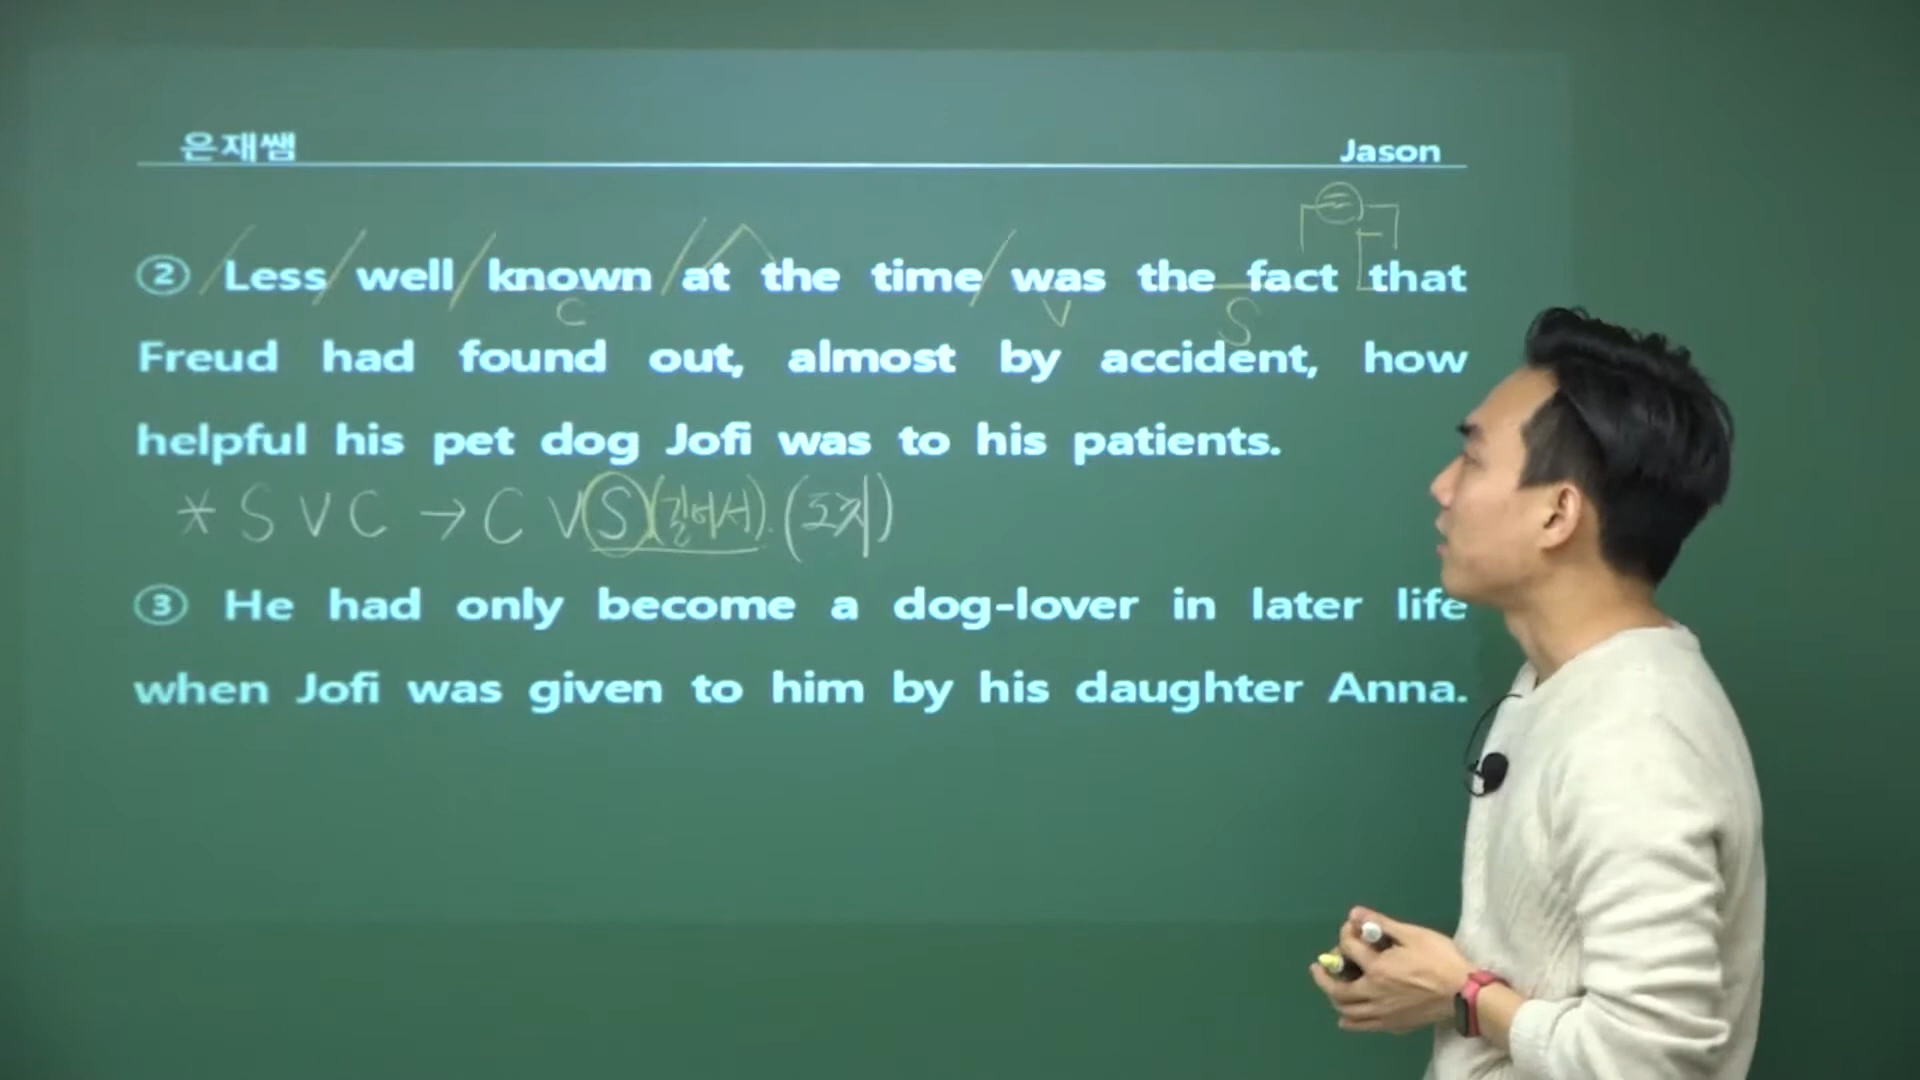 은재쌤 Jason
② Less well known at the time was the fact that
C V S
Freud had found out, almost by accident, how
helpful his pet dog Jofi was to his patients.
* S V C → C V S (길어서). (도치)
③ He had only become a dog-lover in later life
when Jofi was given to him by his daughter Anna.